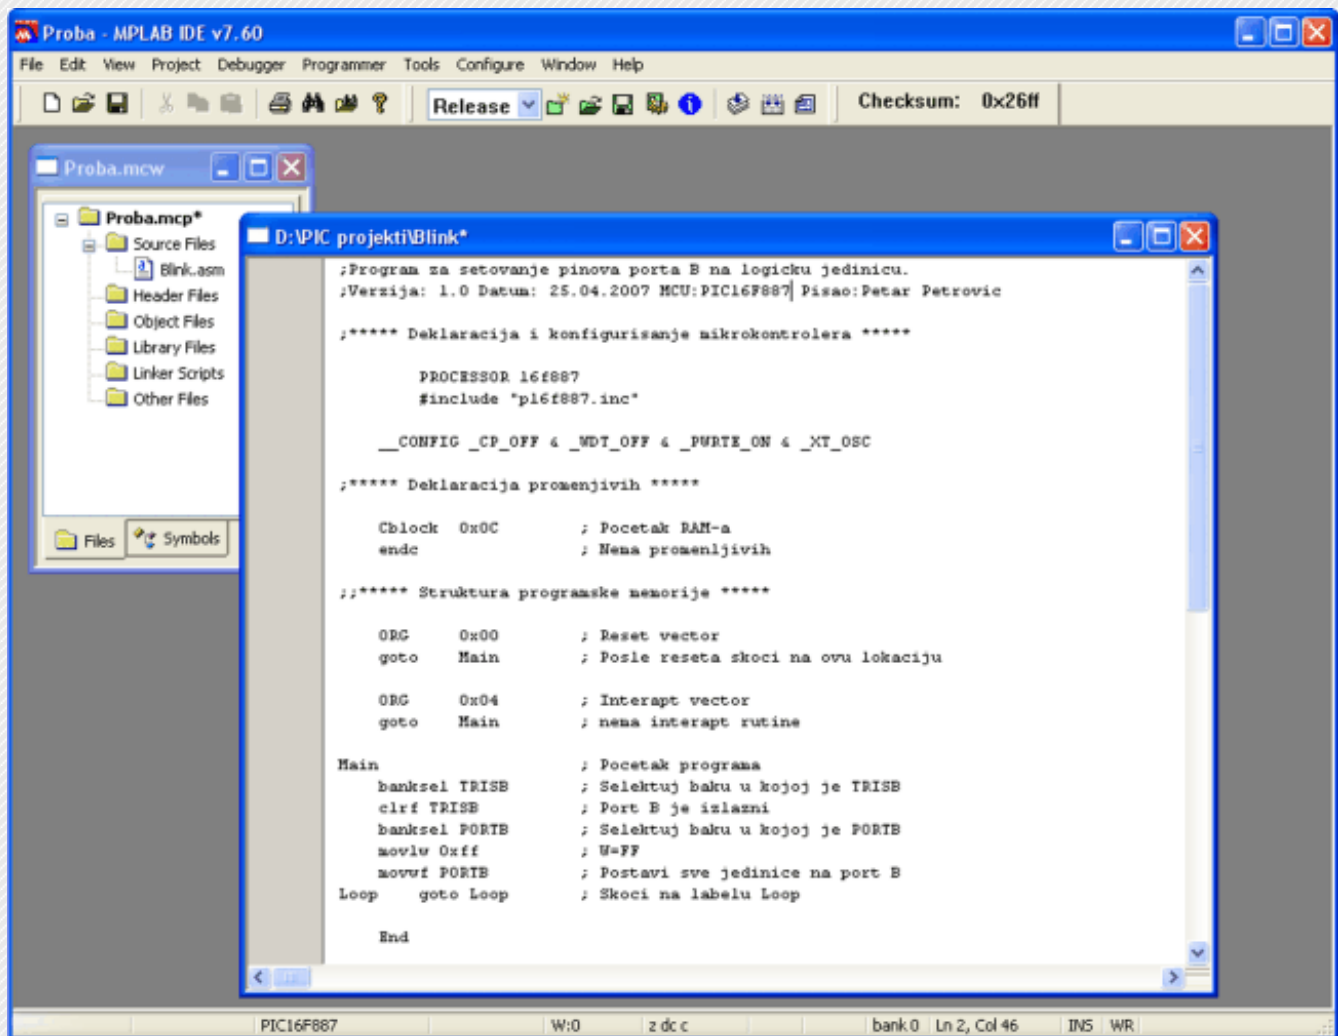 Proba - MPLAB IDE v7.60
File Edit View Project Debugger Programmer Tools Configure Window Help
Release Checksum: 0x26ff
Proba.mcw
Proba.mcp*
Source Files
Blink.asm
Header Files
Object Files
Library Files
Linker Scripts
Other Files
Files Symbols
D:\PIC projekti\Blink*
;Program za setovanje pinova porta B na logicku jedinicu.
;Verzija: 1.0 Datum: 25.04.2007 MCU:PIC16F887 Pisao:Petar Petrovic
;***** Deklaracija i konfigurisanje mikrokontrolera *****
PROCESSOR 16f887
#include "p16f887.inc"
__CONFIG _CP_OFF & _WDT_OFF & _PWRTE_ON & _XT_OSC
;***** Deklaracija promenjivih *****
Cblock 0x0C ; Pocetak RAM-a
endc ; Nema promenljivih
;;***** Struktura programske memorije *****
ORG 0x00 ; Reset vector
goto Main ; Posle reseta skoci na ovu lokaciju
ORG 0x04 ; Interapt vector
goto Main ; nema interapt rutine
Main ; Pocetak programa
banksel TRISB ; Selektuj baku u kojoj je TRISB
clrf TRISB ; Port B je izlazni
banksel PORTB ; Selektuj baku u kojoj je PORTB
movlw 0xff ; W=FF
movwf PORTB ; Postavi sve jedinice na port B
Loop goto Loop ; Skoci na labelu Loop
End
PIC16F887 W:0 z dc c bank 0 Ln 2, Col 46 INS WR